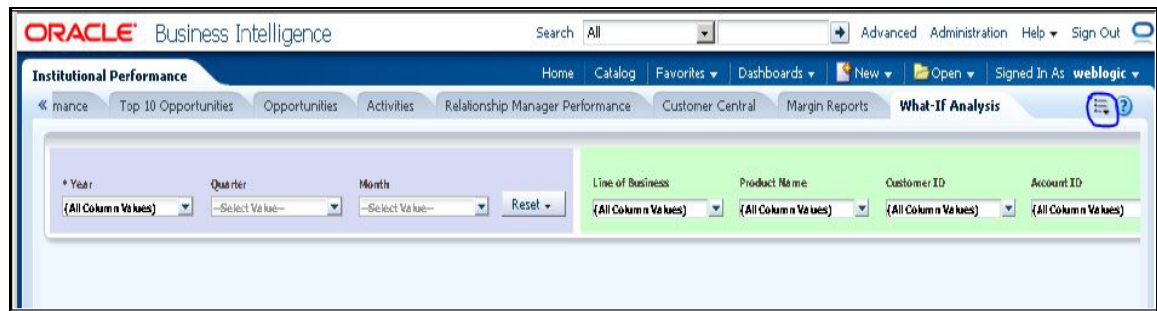 ORACLE Business Intelligence Search All Advanced Administration Help Sign Out
Institutional Performance Home Catalog Favorites Dashboards New Open Signed In As weblogic
« mance Top 10 Opportunities Opportunities Activities Relationship Manager Performance Customer Central Margin Reports What-If Analysis ?
* Year Quarter Month Line of Business Product Name Customer ID Account ID
(All Column Values) --Select Value-- --Select Value-- Reset (All Column Values) (All Column Values) (All Column Values) (All Column Values)